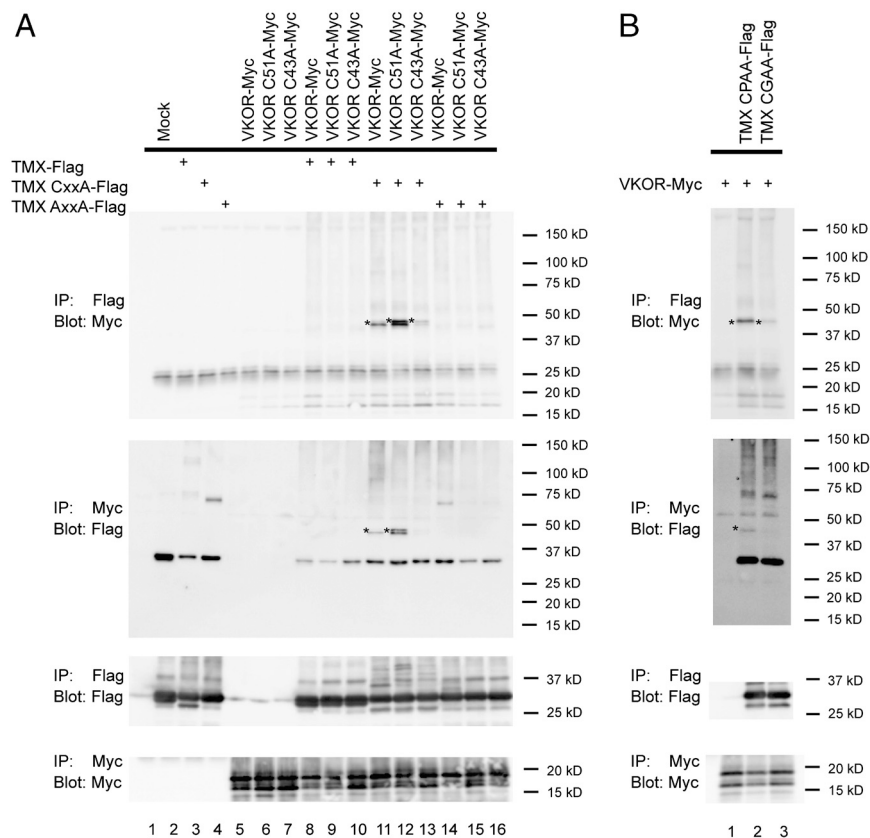 A
B
Mock
VKOR-Myc
VKOR C51A-Myc
VKOR C43A-Myc
VKOR-Myc
VKOR C51A-Myc
VKOR C43A-Myc
VKOR-Myc
VKOR C51A-Myc
VKOR C43A-Myc
VKOR-Myc
VKOR C51A-Myc
VKOR C43A-Myc
TMX-Flag + + + +
TMX CxxA-Flag + + + +
TMX AxxA-Flag + + + +
IP: Flag
Blot: Myc
* * *
150 kD
100 kD
75 kD
50 kD
37 kD
25 kD
20 kD
15 kD
IP: Myc
Blot: Flag
* *
150 kD
100 kD
75 kD
50 kD
37 kD
25 kD
20 kD
15 kD
IP: Flag
Blot: Flag
37 kD
25 kD
IP: Myc
Blot: Myc
20 kD
15 kD
1 2 3 4 5 6 7 8 9 10 11 12 13 14 15 16
TMX CPAA-Flag
TMX CGAA-Flag
VKOR-Myc + + +
IP: Flag
Blot: Myc
* *
150 kD
100 kD
75 kD
50 kD
37 kD
25 kD
20 kD
15 kD
IP: Myc
Blot: Flag
*
150 kD
100 kD
75 kD
50 kD
37 kD
25 kD
20 kD
15 kD
IP: Flag
Blot: Flag
37 kD
25 kD
IP: Myc
Blot: Myc
20 kD
15 kD
1 2 3